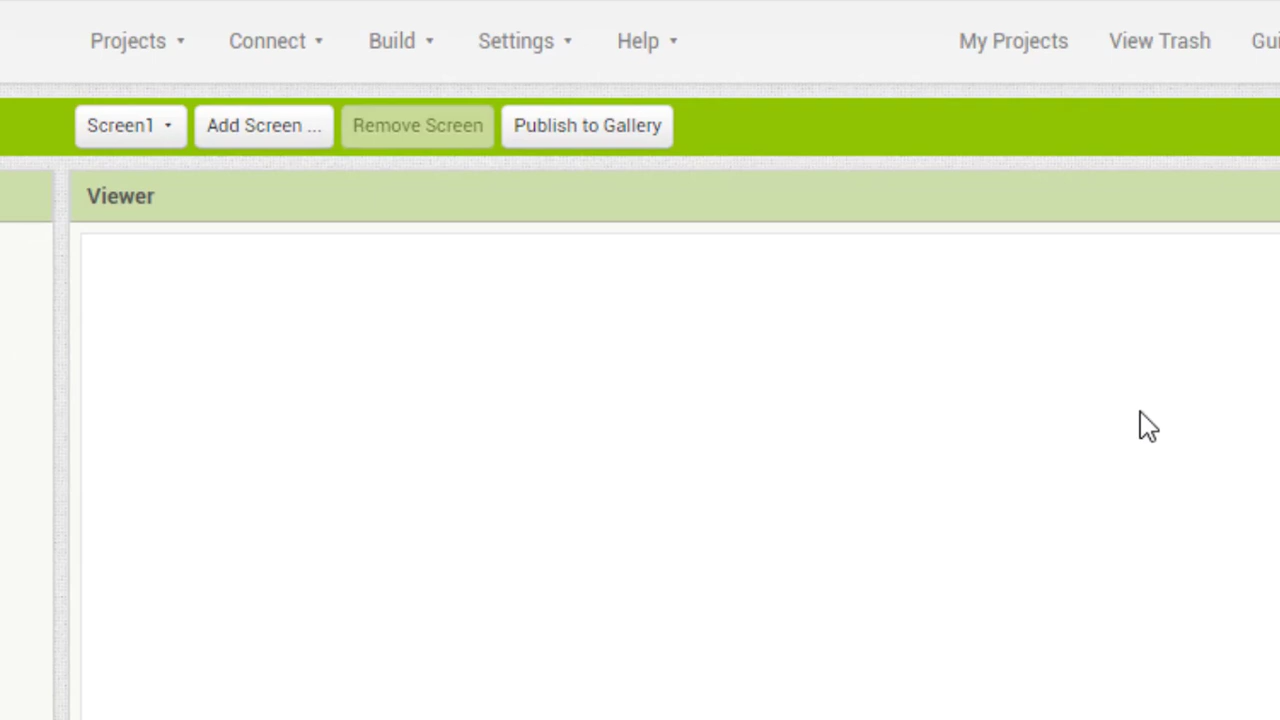 Projects Connect Build Settings Help My Projects View Trash
Screen1 Add Screen ... Remove Screen Publish to Gallery
Viewer